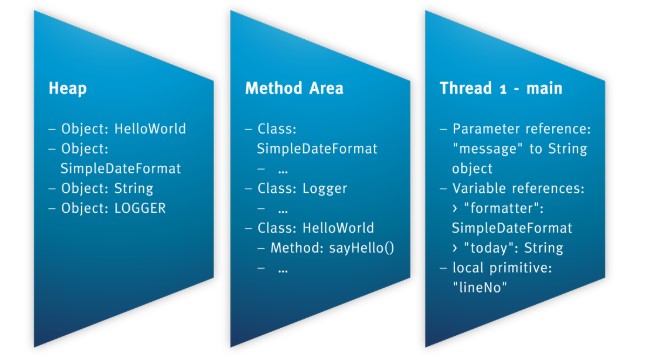 Heap
– Object: HelloWorld
– Object:
SimpleDateFormat
– Object: String
– Object: LOGGER
Method Area
– Class:
SimpleDateFormat
– ...
– Class: Logger
– ...
– Class: HelloWorld
– Method: sayHello()
– ...
Thread 1 - main
– Parameter reference:
"message" to String
object
– Variable references:
> "formatter":
SimpleDateFormat
> "today": String
– local primitive:
"lineNo"